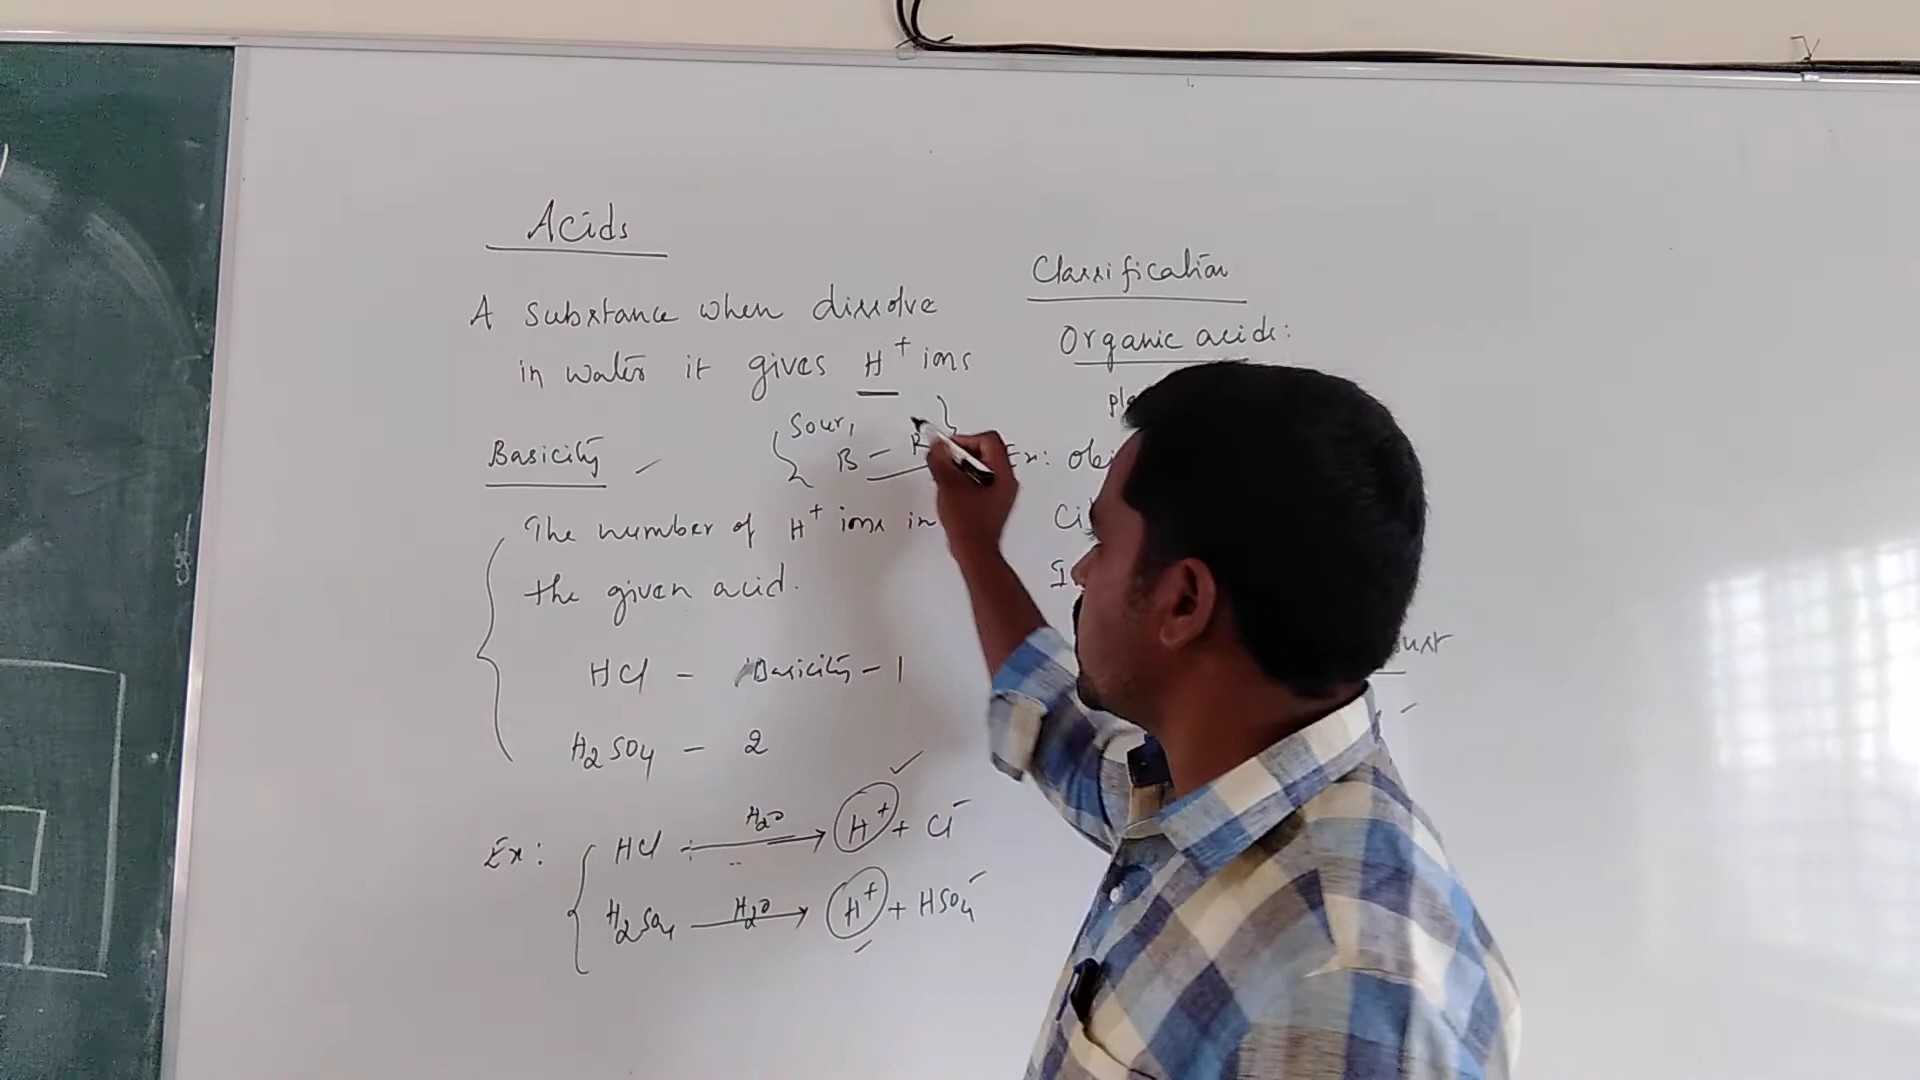 Acids
A substance when dissolve
in water it gives H⁺ ions
Sour,
B – R
Basicity
The number of H⁺ ions in
the given acid.
HCl – Basicity – 1
H₂SO₄ – 2
Ex: HCl H₂O → H⁺ + Cl⁻
H₂SO₄ H₂O → H⁺ + HSO₄⁻
Classification
Organic acids:
Ex: